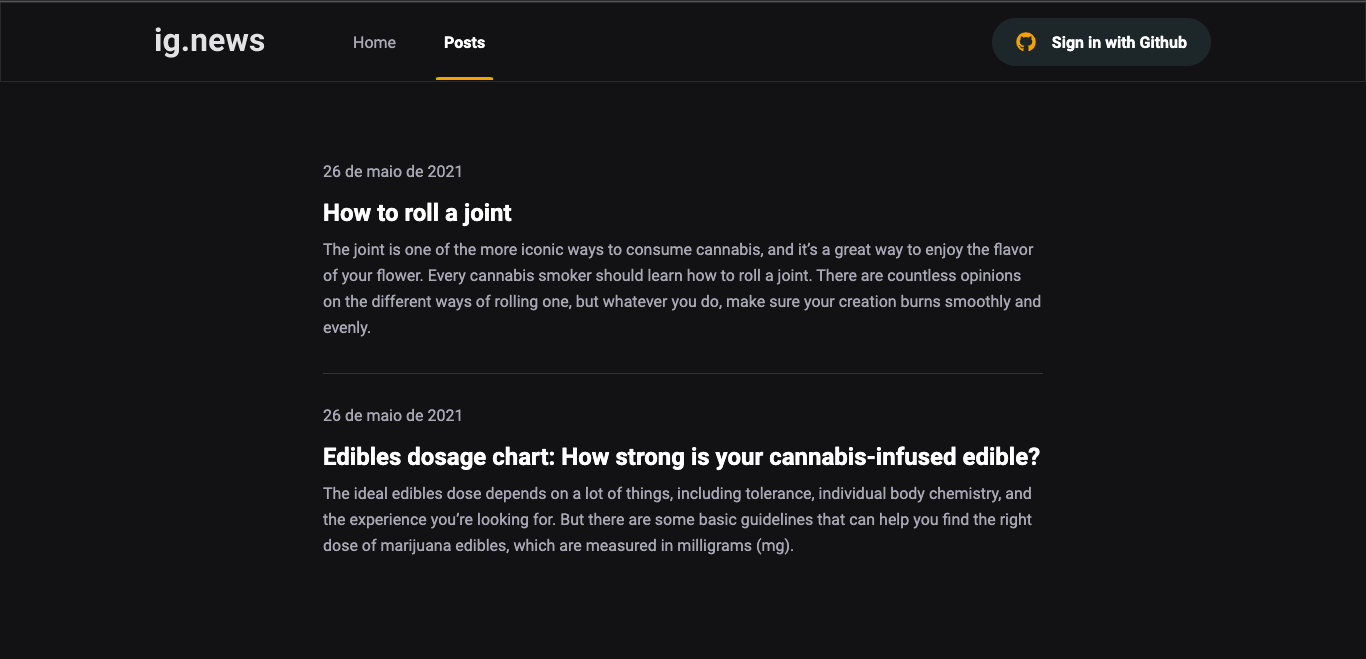 ig.news
Home
Posts
Sign in with Github
26 de maio de 2021
How to roll a joint
The joint is one of the more iconic ways to consume cannabis, and it’s a great way to enjoy the flavor
of your flower. Every cannabis smoker should learn how to roll a joint. There are countless opinions
on the different ways of rolling one, but whatever you do, make sure your creation burns smoothly and
evenly.
26 de maio de 2021
Edibles dosage chart: How strong is your cannabis-infused edible?
The ideal edibles dose depends on a lot of things, including tolerance, individual body chemistry, and
the experience you’re looking for. But there are some basic guidelines that can help you find the right
dose of marijuana edibles, which are measured in milligrams (mg).